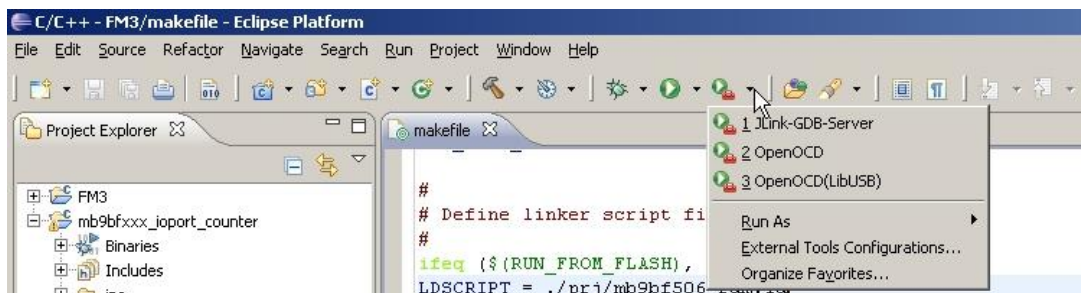 C/C++ - FM3/makefile - Eclipse Platform
File Edit Source Refactor Navigate Search Run Project Window Help
010
Project Explorer
makefile
1 JLink-GDB-Server
2 OpenOCD
3 OpenOCD(LibUSB)
Run As
External Tools Configurations...
Organize Favorites...
FM3
mb9bfxxx_ioport_counter
Binaries
Includes
#
# Define linker script fi
#
ifeq ($(RUN_FROM_FLASH),
LDSCRIPT = ./prj/mb9bf506